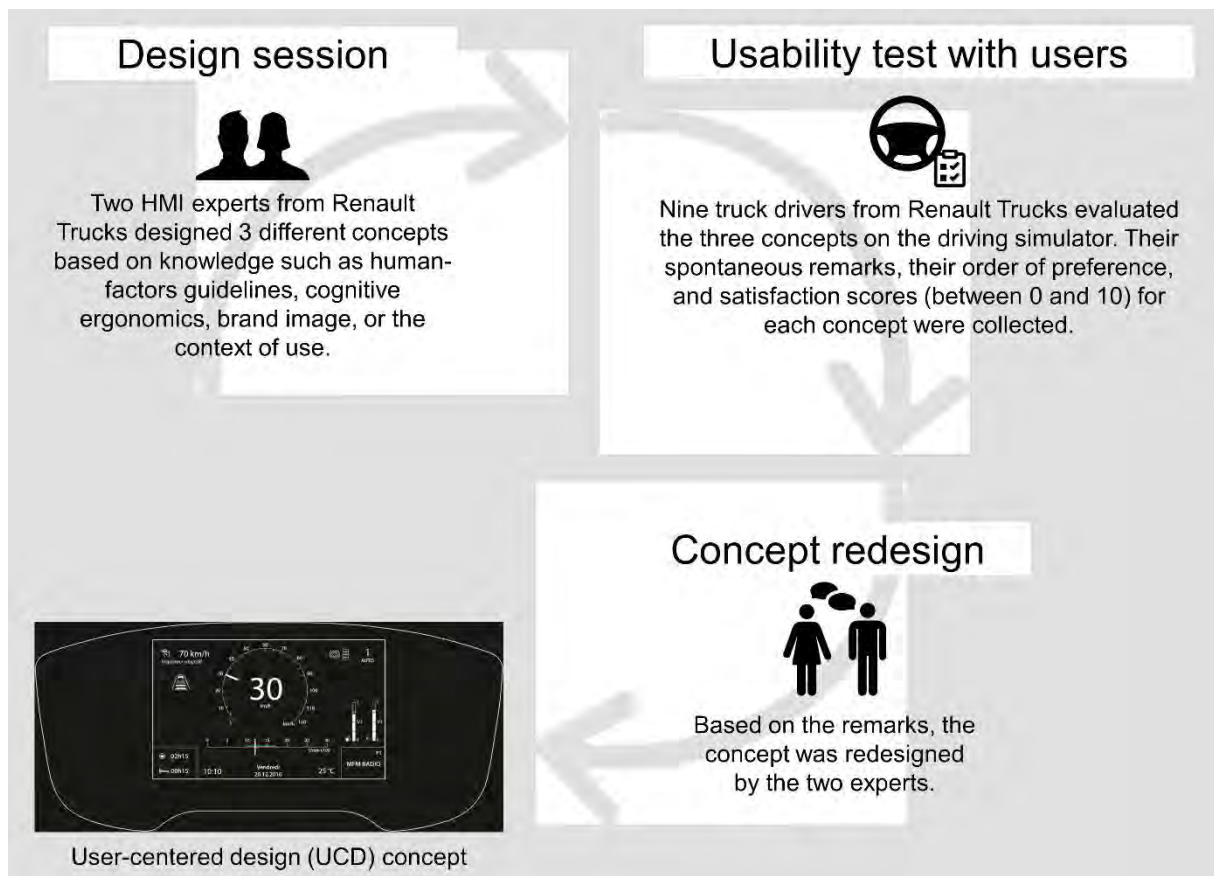 Design session
Two HMI experts from Renault
Trucks designed 3 different concepts
based on knowledge such as human-
factors guidelines, cognitive
ergonomics, brand image, or the
context of use.
Usability test with users
Nine truck drivers from Renault Trucks evaluated
the three concepts on the driving simulator. Their
spontaneous remarks, their order of preference,
and satisfaction scores (between 0 and 10) for
each concept were collected.
Concept redesign
Based on the remarks, the
concept was redesigned
by the two experts.
70 km/h
1
AUTO
30
km/h
02h15
00h15
10:10
Vendredi
25 °C
MFM RADIO
User-centered design (UCD) concept